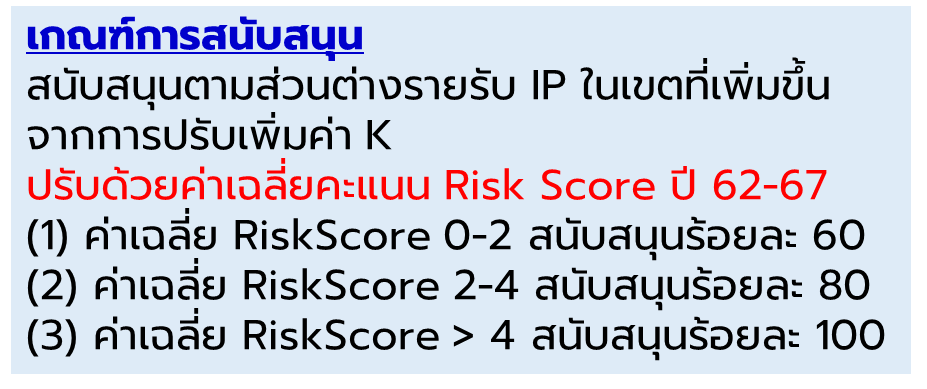 เกณฑ์การสนับสนุน
สนับสนุนตามส่วนต่างรายรับ IP ในเขตที่เพิ่มขึ้น
จากการปรับเพิ่มค่า K
ปรับด้วยค่าเฉลี่ยคะแนน Risk Score ปี 62-67
(1) ค่าเฉลี่ย RiskScore 0-2 สนับสนุนร้อยละ 60
(2) ค่าเฉลี่ย RiskScore 2-4 สนับสนุนร้อยละ 80
(3) ค่าเฉลี่ย RiskScore > 4 สนับสนุนร้อยละ 100